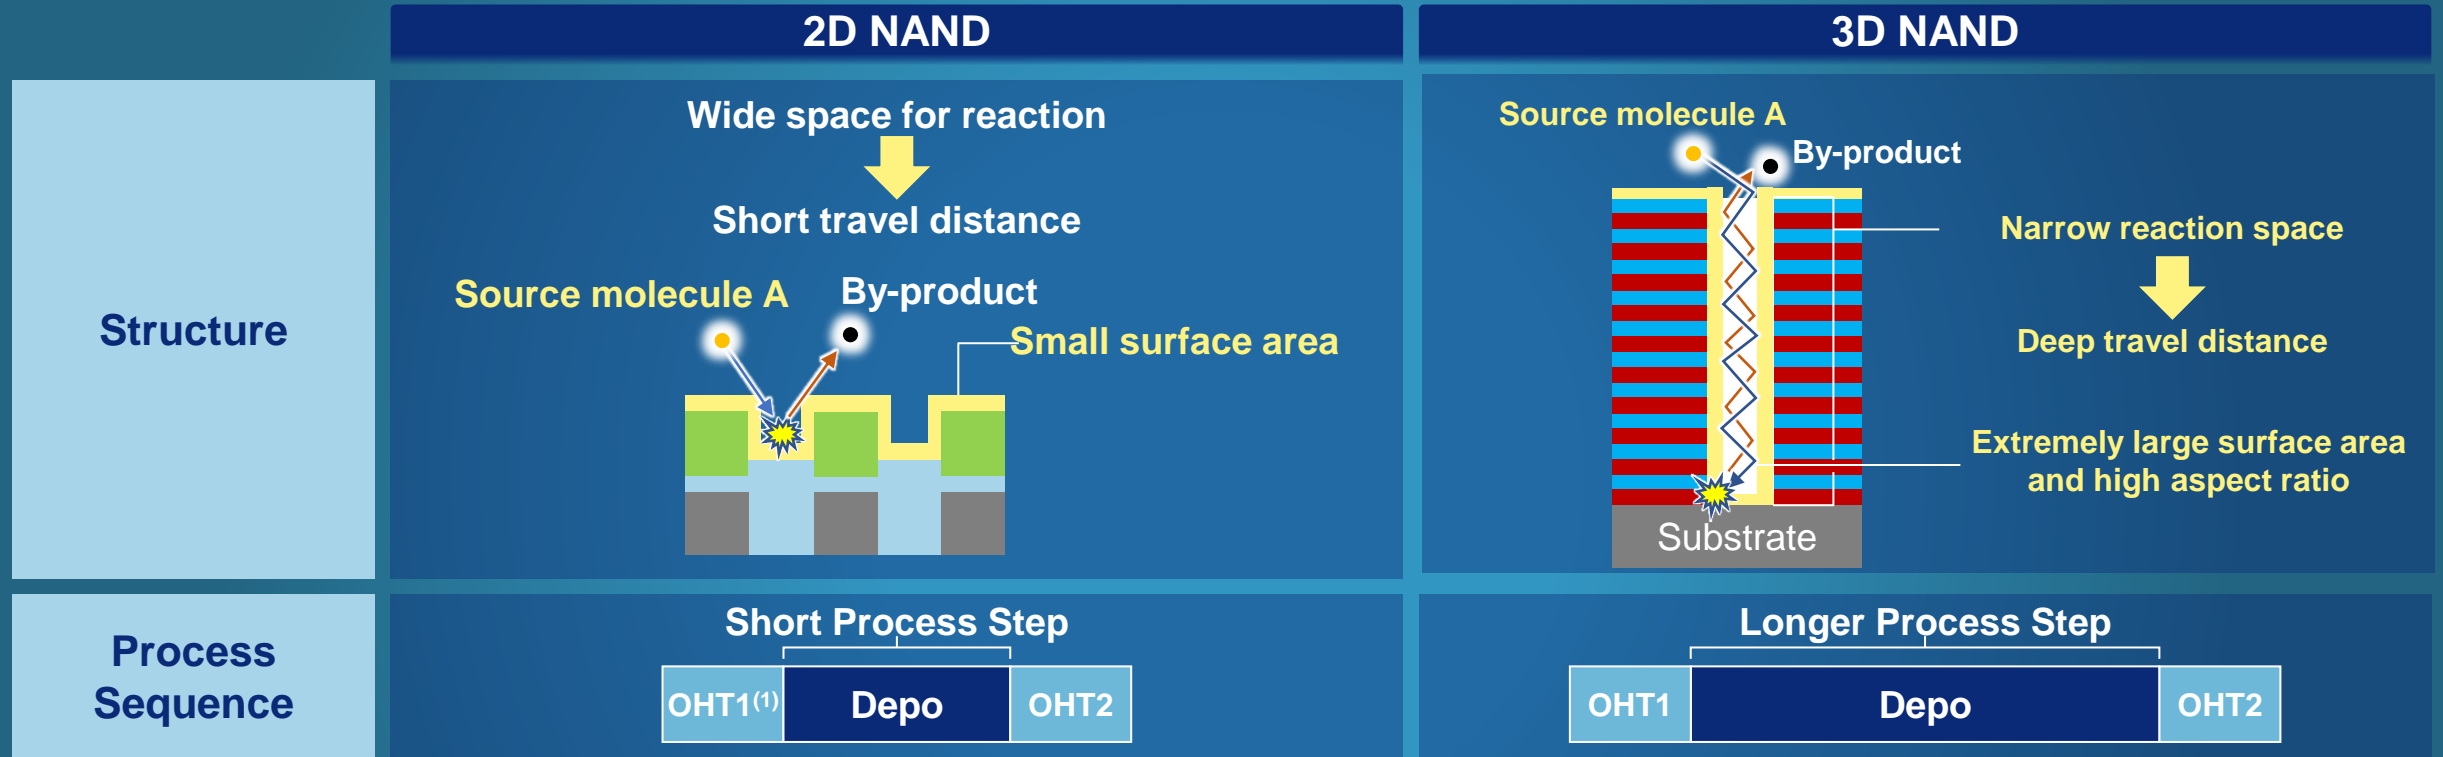 2D NAND
3D NAND
Structure
Wide space for reaction
Short travel distance
Source molecule A
By-product
Small surface area
Source molecule A
By-product
Narrow reaction space
Deep travel distance
Extremely large surface area
and high aspect ratio
Substrate
Process
Sequence
Short Process Step
OHT1(1)
Depo
OHT2
Longer Process Step
OHT1
Depo
OHT2